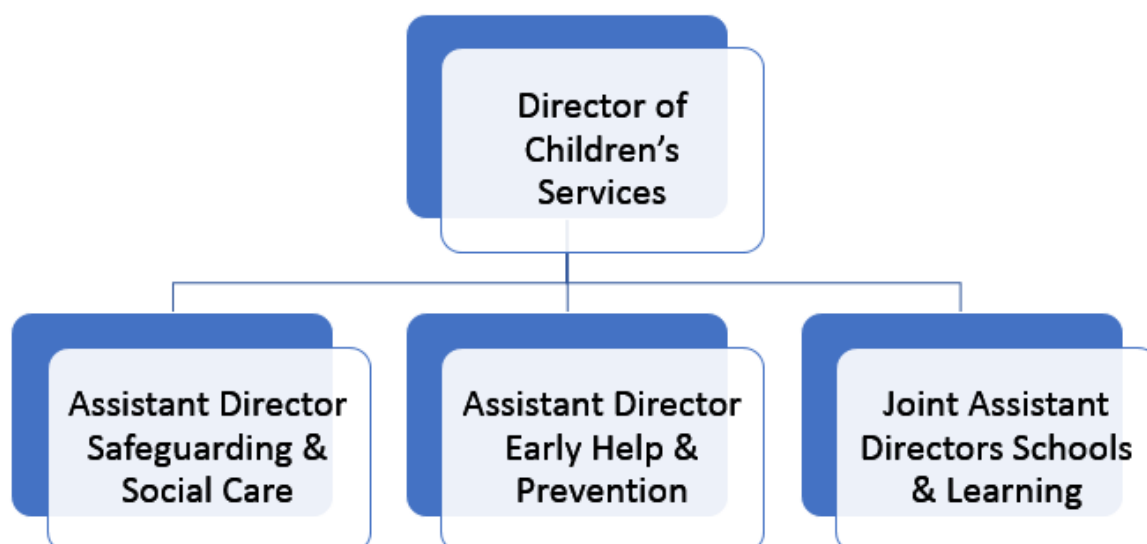 Director of
Children’s
Services
Assistant Director
Safeguarding &
Social Care
Assistant Director
Early Help &
Prevention
Joint Assistant
Directors Schools
& Learning